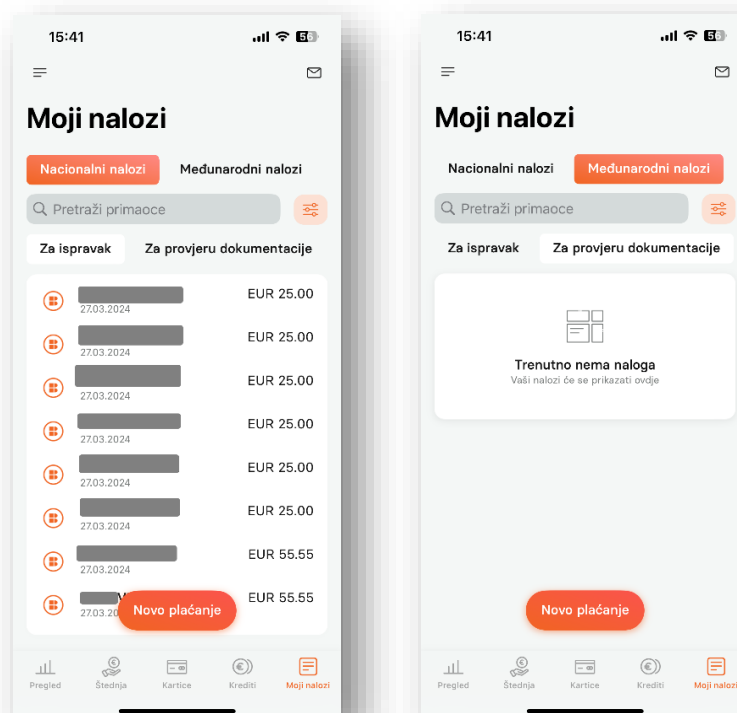 15:41
56
Moji nalozi
Nacionalni nalozi Međunarodni nalozi
Pretraži primaoce
Za ispravak Za provjeru dokumentacije
EUR 25.00
27.03.2024
EUR 25.00
27.03.2024
EUR 25.00
27.03.2024
EUR 25.00
27.03.2024
EUR 25.00
27.03.2024
EUR 25.00
27.03.2024
EUR 55.55
27.03.2024
EUR 55.55
27.03.20
Novo plaćanje
Pregled Štednja Kartice Krediti Moji nalozi
15:41
Moji nalozi
Nacionalni nalozi Međunarodni nalozi
Pretraži primaoce
Za ispravak Za provjeru dokumentacije
Trenutno nema naloga
Vaši nalozi će se prikazati ovdje
Novo plaćanje
Pregled Štednja Kartice Krediti Moji nalozi